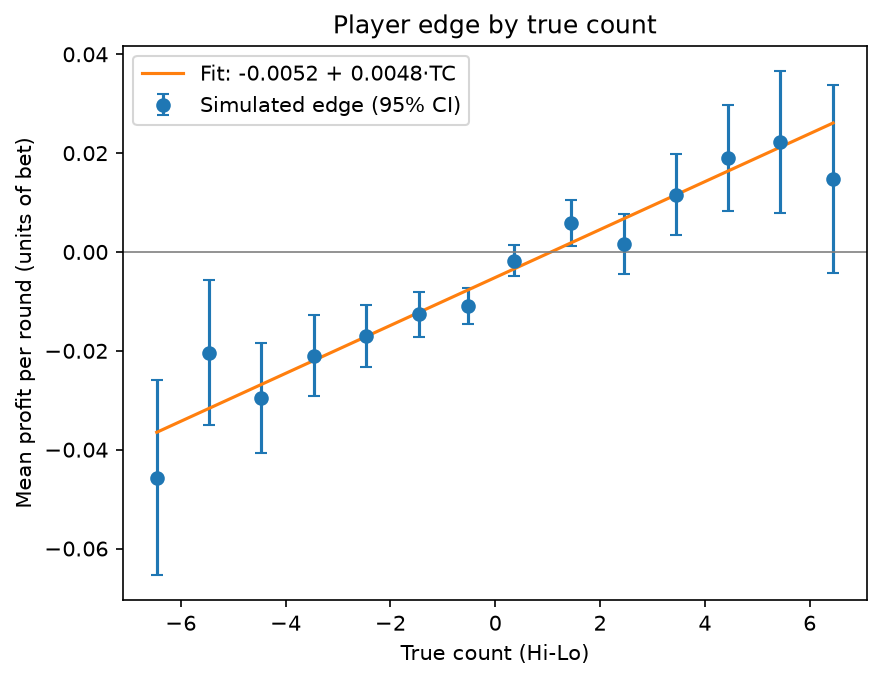 Player edge by true count
Fit: -0.0052 + 0.0048·TC
Simulated edge (95% CI)
Mean profit per round (units of bet)
0.04
0.02
0.00
−0.02
−0.04
−0.06
−6
−4
−2
0
2
4
6
True count (Hi-Lo)